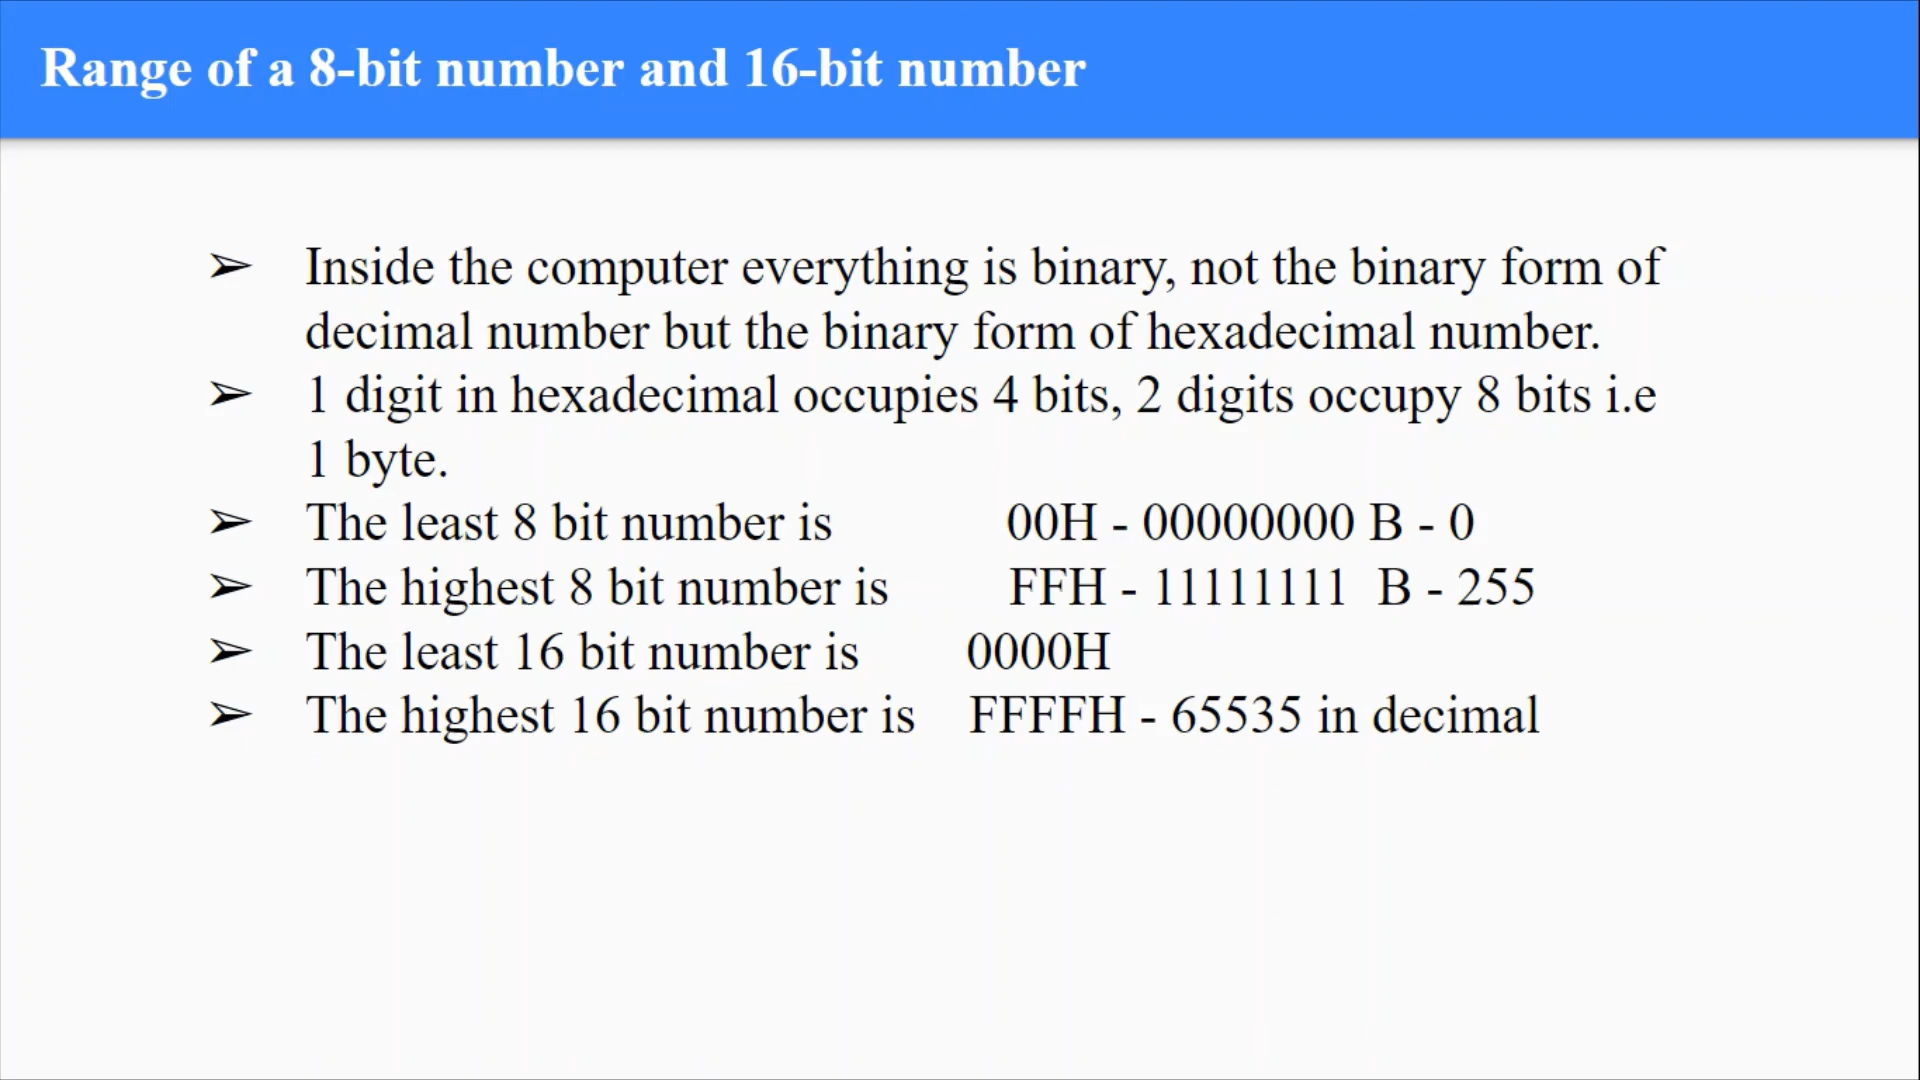 Range of a 8-bit number and 16-bit number
➢ Inside the computer everything is binary, not the binary form of
decimal number but the binary form of hexadecimal number.
➢ 1 digit in hexadecimal occupies 4 bits, 2 digits occupy 8 bits i.e
1 byte.
➢ The least 8 bit number is 00H - 00000000 B - 0
➢ The highest 8 bit number is FFH - 11111111 B - 255
➢ The least 16 bit number is 0000H
➢ The highest 16 bit number is FFFFH - 65535 in decimal